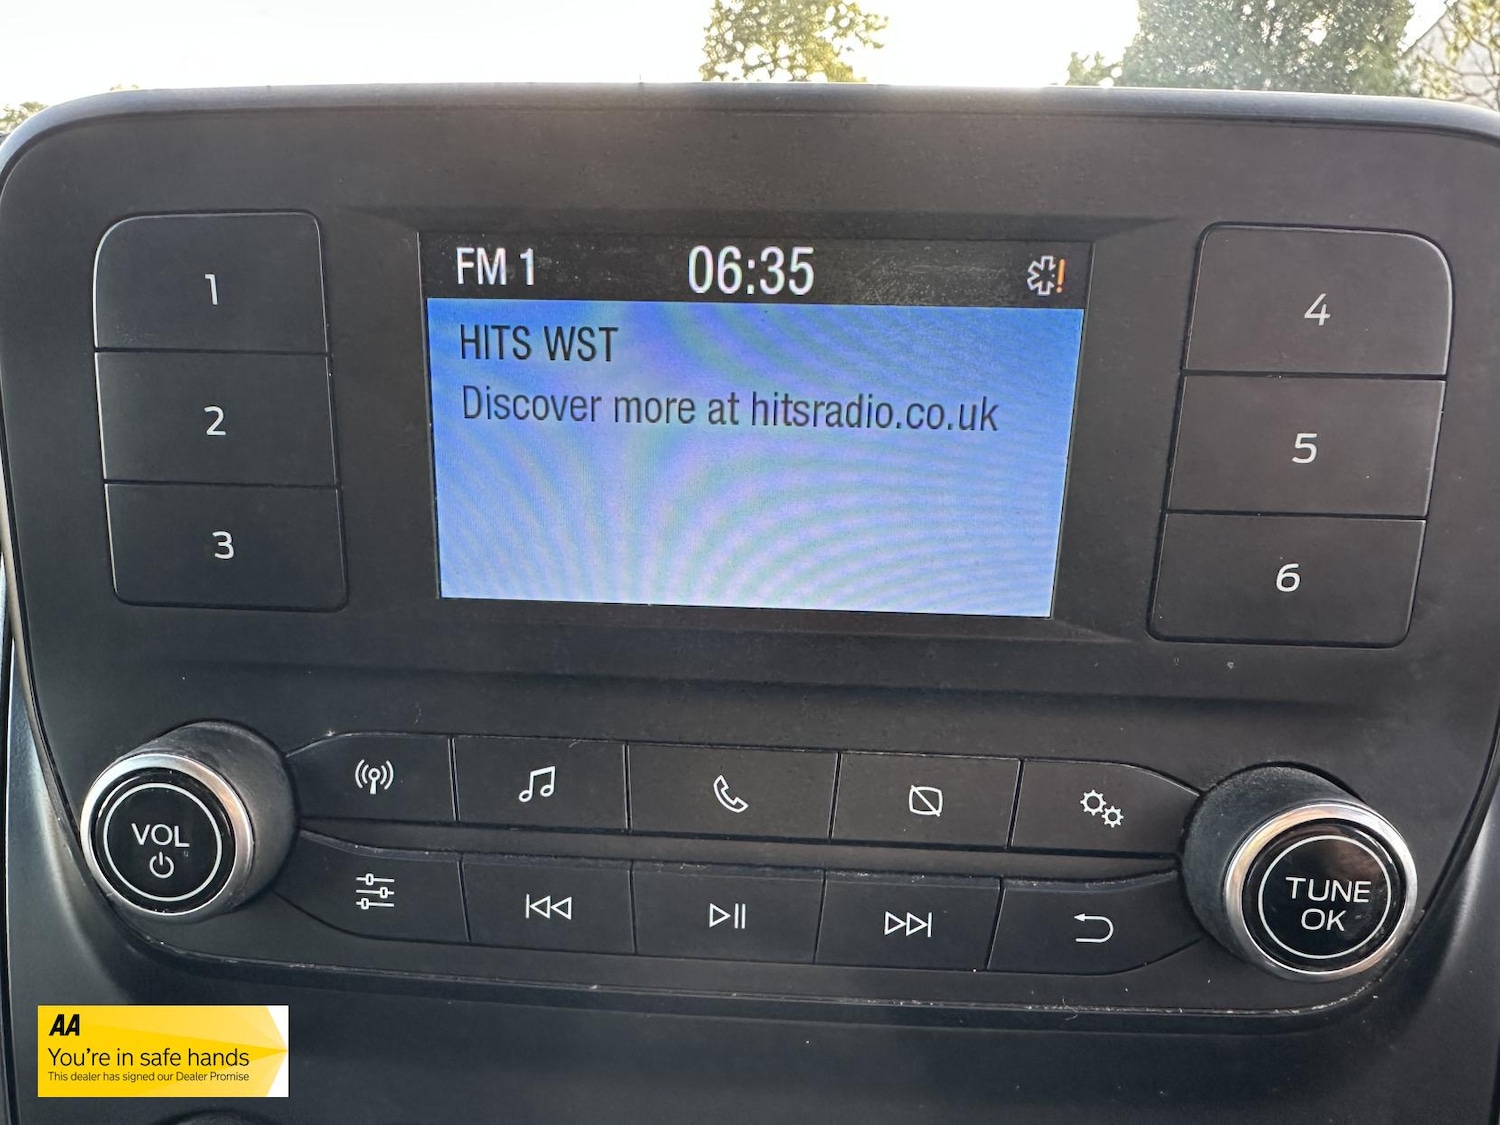 FM 1 06:35
HITS WST
Discover more at hitsradio.co.uk
1
2
3
4
5
6
VOL
TUNE
OK
AA
You're in safe hands
This dealer has signed our Dealer Promise